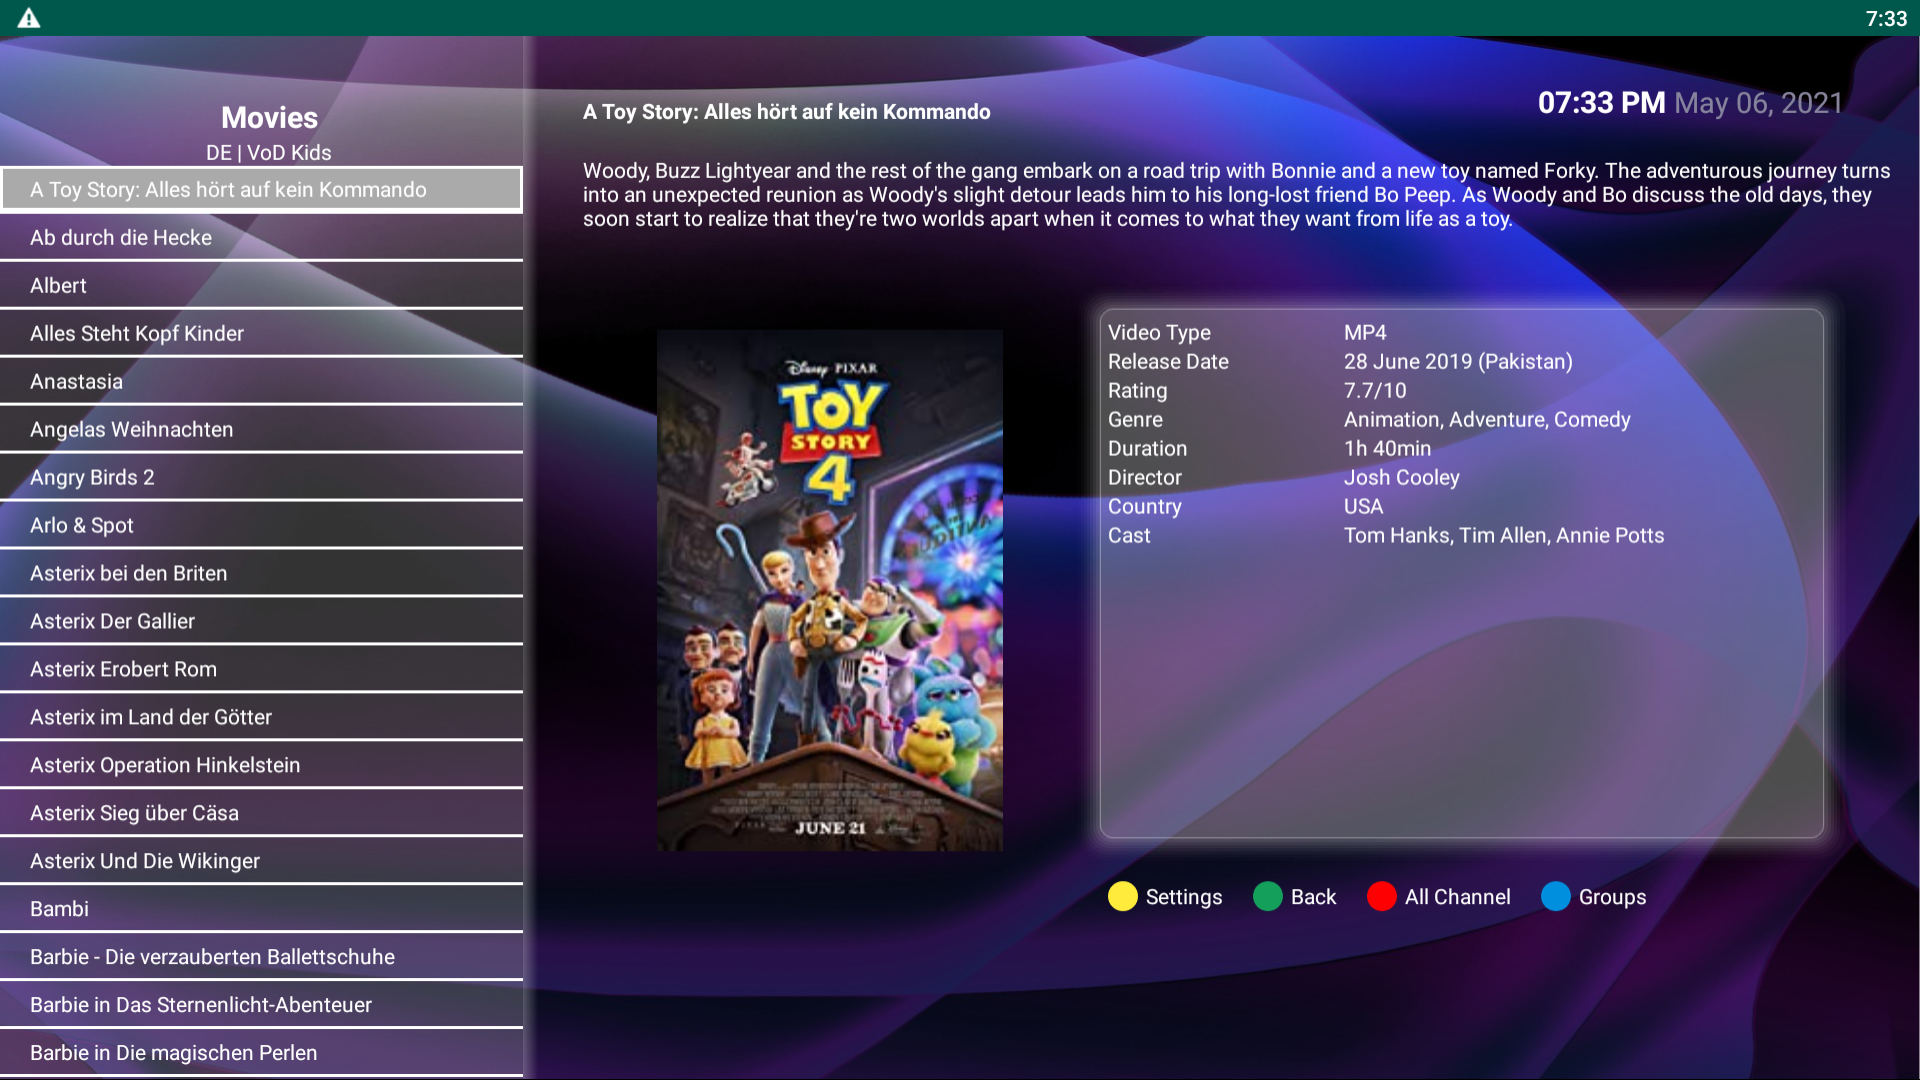 7:33
Movies
DE | VoD Kids
A Toy Story: Alles hört auf kein Kommando
Ab durch die Hecke
Albert
Alles Steht Kopf Kinder
Anastasia
Angelas Weihnachten
Angry Birds 2
Arlo & Spot
Asterix bei den Briten
Asterix Der Gallier
Asterix Erobert Rom
Asterix im Land der Götter
Asterix Operation Hinkelstein
Asterix Sieg über Cäsa
Asterix Und Die Wikinger
Bambi
Barbie - Die verzauberten Ballettschuhe
Barbie in Das Sternenlicht-Abenteuer
Barbie in Die magischen Perlen
A Toy Story: Alles hört auf kein Kommando
07:33 PM May 06, 2021
Woody, Buzz Lightyear and the rest of the gang embark on a road trip with Bonnie and a new toy named Forky. The adventurous journey turns
into an unexpected reunion as Woody's slight detour leads him to his long-lost friend Bo Peep. As Woody and Bo discuss the old days, they
soon start to realize that they're two worlds apart when it comes to what they want from life as a toy.
Disney PIXAR
TOY
STORY
4
JUNE 21
Video Type MP4
Release Date 28 June 2019 (Pakistan)
Rating 7.7/10
Genre Animation, Adventure, Comedy
Duration 1h 40min
Director Josh Cooley
Country USA
Cast Tom Hanks, Tim Allen, Annie Potts
Settings Back All Channel Groups